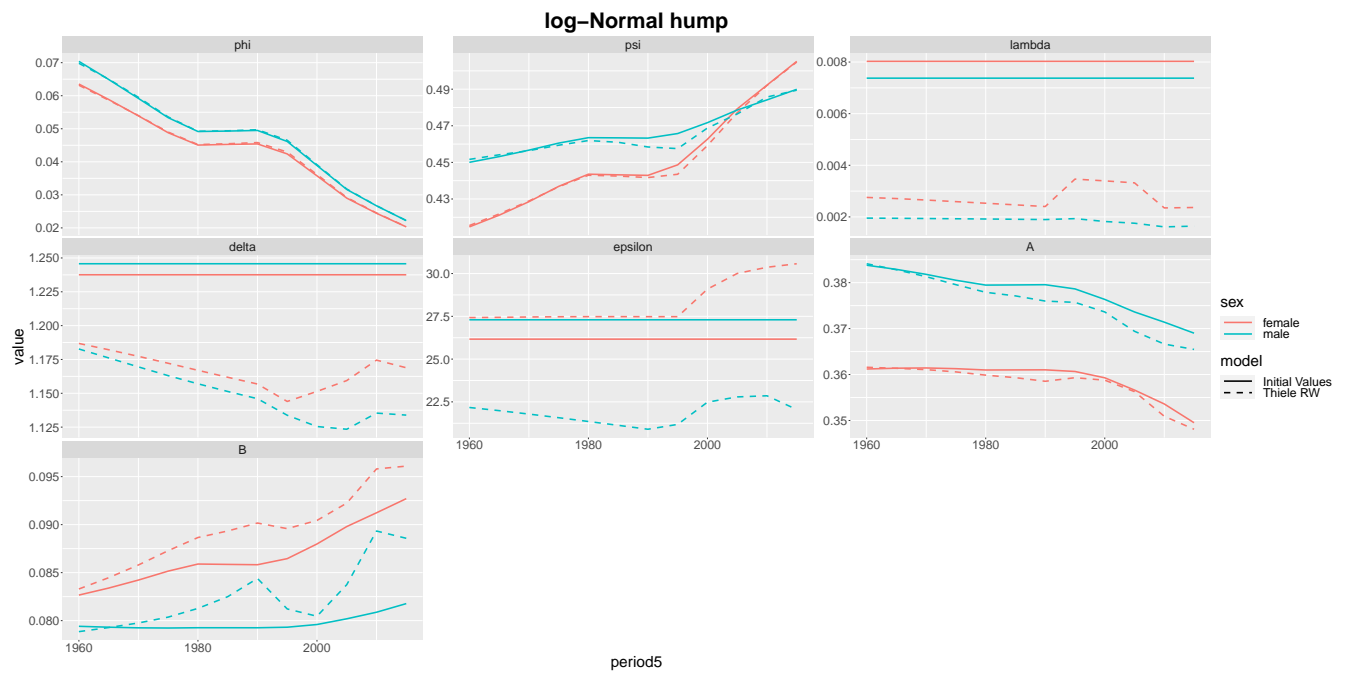 log−Normal hump
phi
psi
lambda
0.07
0.06
0.05
0.04
0.03
0.02
0.49
0.47
0.45
0.43
0.008
0.006
0.004
0.002
delta
epsilon
A
1.250
1.225
1.200
1.175
1.150
1.125
30.0
27.5
25.0
22.5
0.38
0.37
0.36
0.35
1960
1980
2000
1960
1980
2000
B
0.095
0.090
0.085
0.080
1960
1980
2000
value
period5
sex
female
male
model
Initial Values
Thiele RW